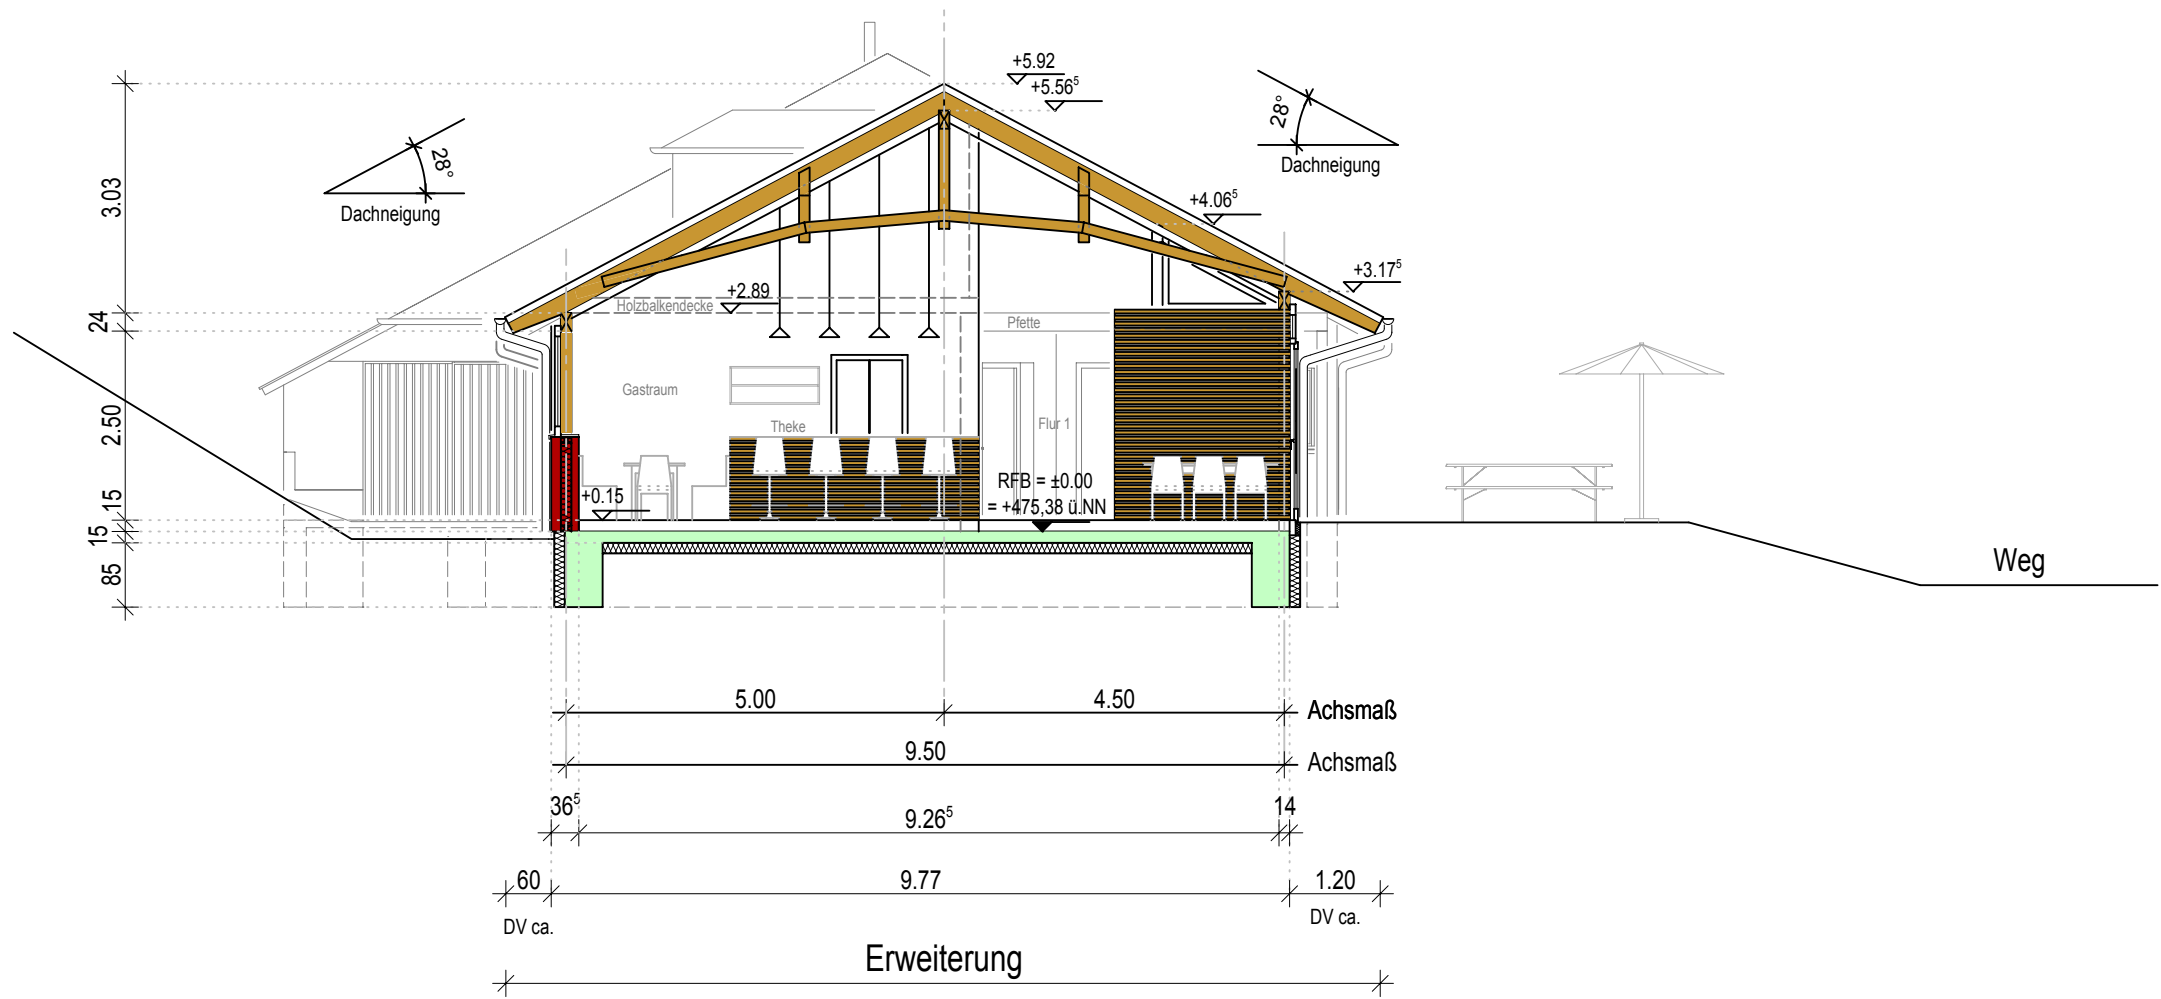 +5.92
+5.56⁵
28°
Dachneigung
28°
Dachneigung
3.03
+4.06⁵
+3.17⁵
+2.89
Holzbalkendecke
24
Pfette
Gastraum
2.50
Theke
Flur 1
RFB = ±0.00
= +475,38 ü.NN
+0.15
15
15
85
Weg
5.00
4.50
Achsmaß
9.50
Achsmaß
36⁵
9.26⁵
14
60
9.77
1.20
DV ca.
DV ca.
Erweiterung